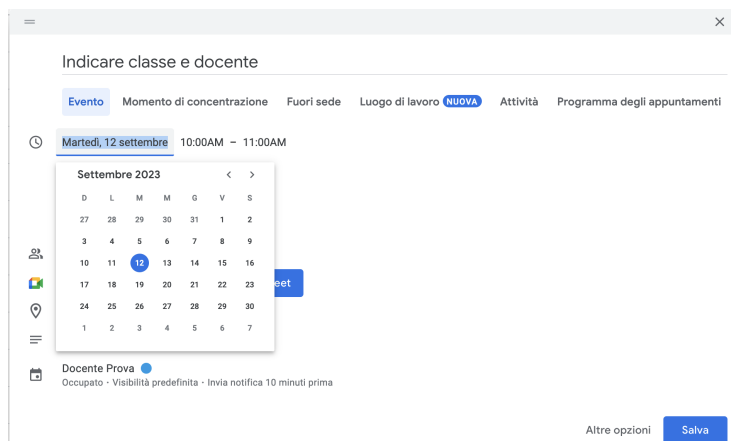 Indicare classe e docente
Evento Momento di concentrazione Fuori sede Luogo di lavoro NUOVA Attività Programma degli appuntamenti
Martedì, 12 settembre 10:00AM – 11:00AM
Settembre 2023
D L M M G V S
27 28 29 30 31 1 2
3 4 5 6 7 8 9
10 11 12 13 14 15 16
17 18 19 20 21 22 23
eet
24 25 26 27 28 29 30
1 2 3 4 5 6 7
Docente Prova
Occupato · Visibilità predefinita · Invia notifica 10 minuti prima
Altre opzioni Salva